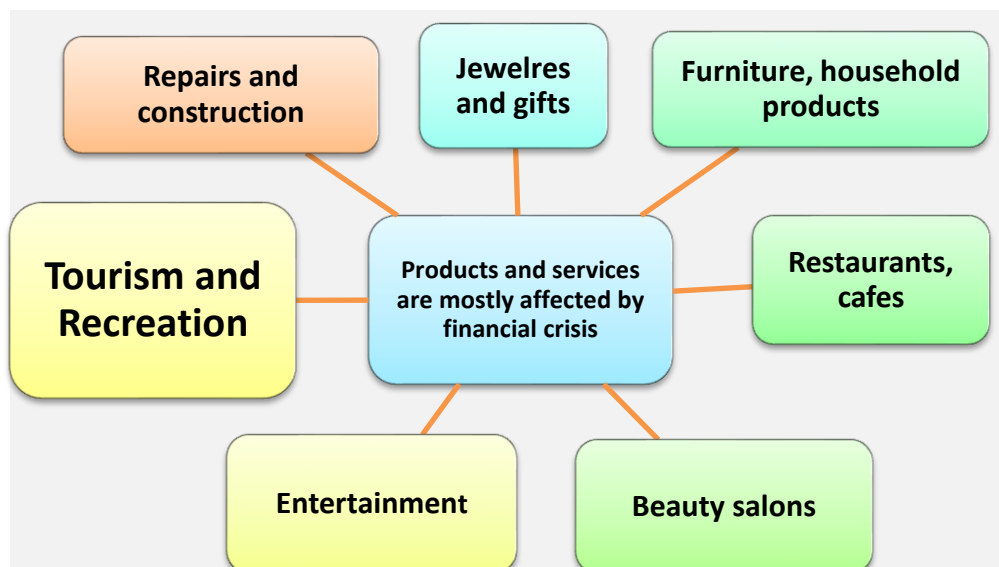 Repairs and
construction
Jewelres
and gifts
Furniture, household
products
Tourism and
Recreation
Products and services
are mostly affected by
financial crisis
Restaurants,
cafes
Entertainment
Beauty salons